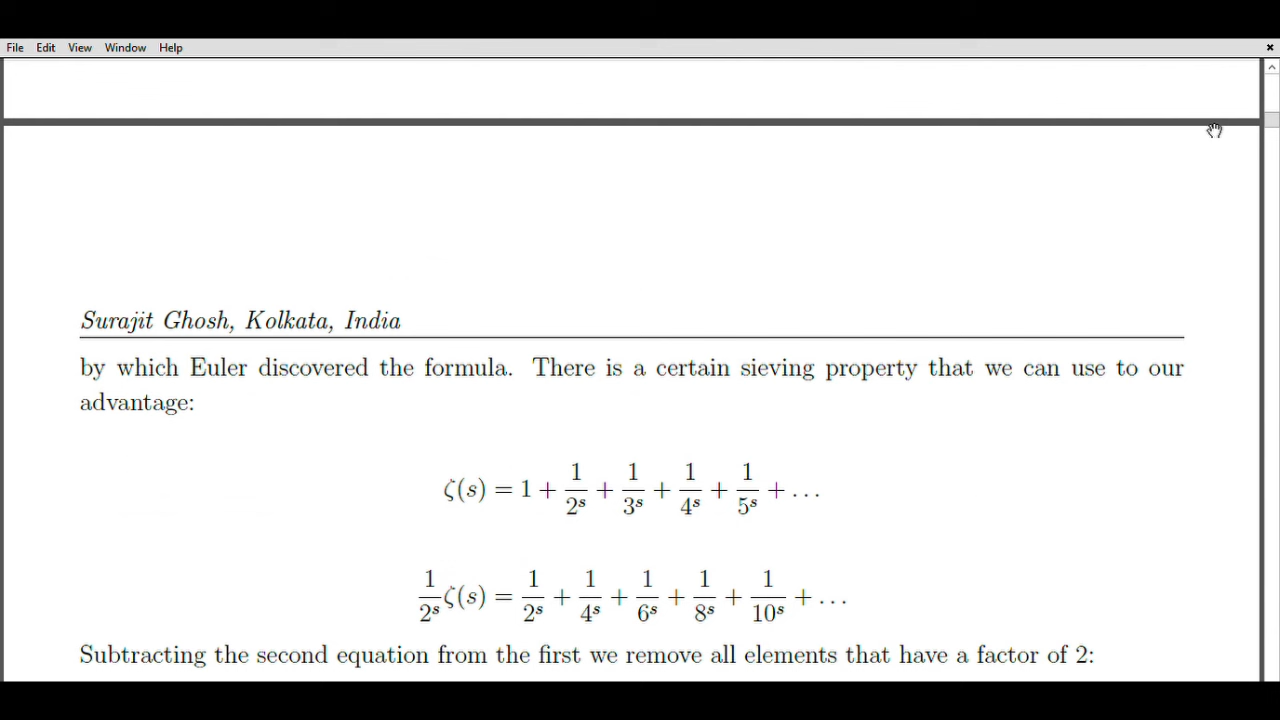 File Edit View Window Help
Surajit Ghosh, Kolkata, India
by which Euler discovered the formula. There is a certain sieving property that we can use to our
advantage:
ζ(s) = 1 + 1/2^s + 1/3^s + 1/4^s + 1/5^s + ...
1/2^s ζ(s) = 1/2^s + 1/4^s + 1/6^s + 1/8^s + 1/10^s + ...
Subtracting the second equation from the first we remove all elements that have a factor of 2: